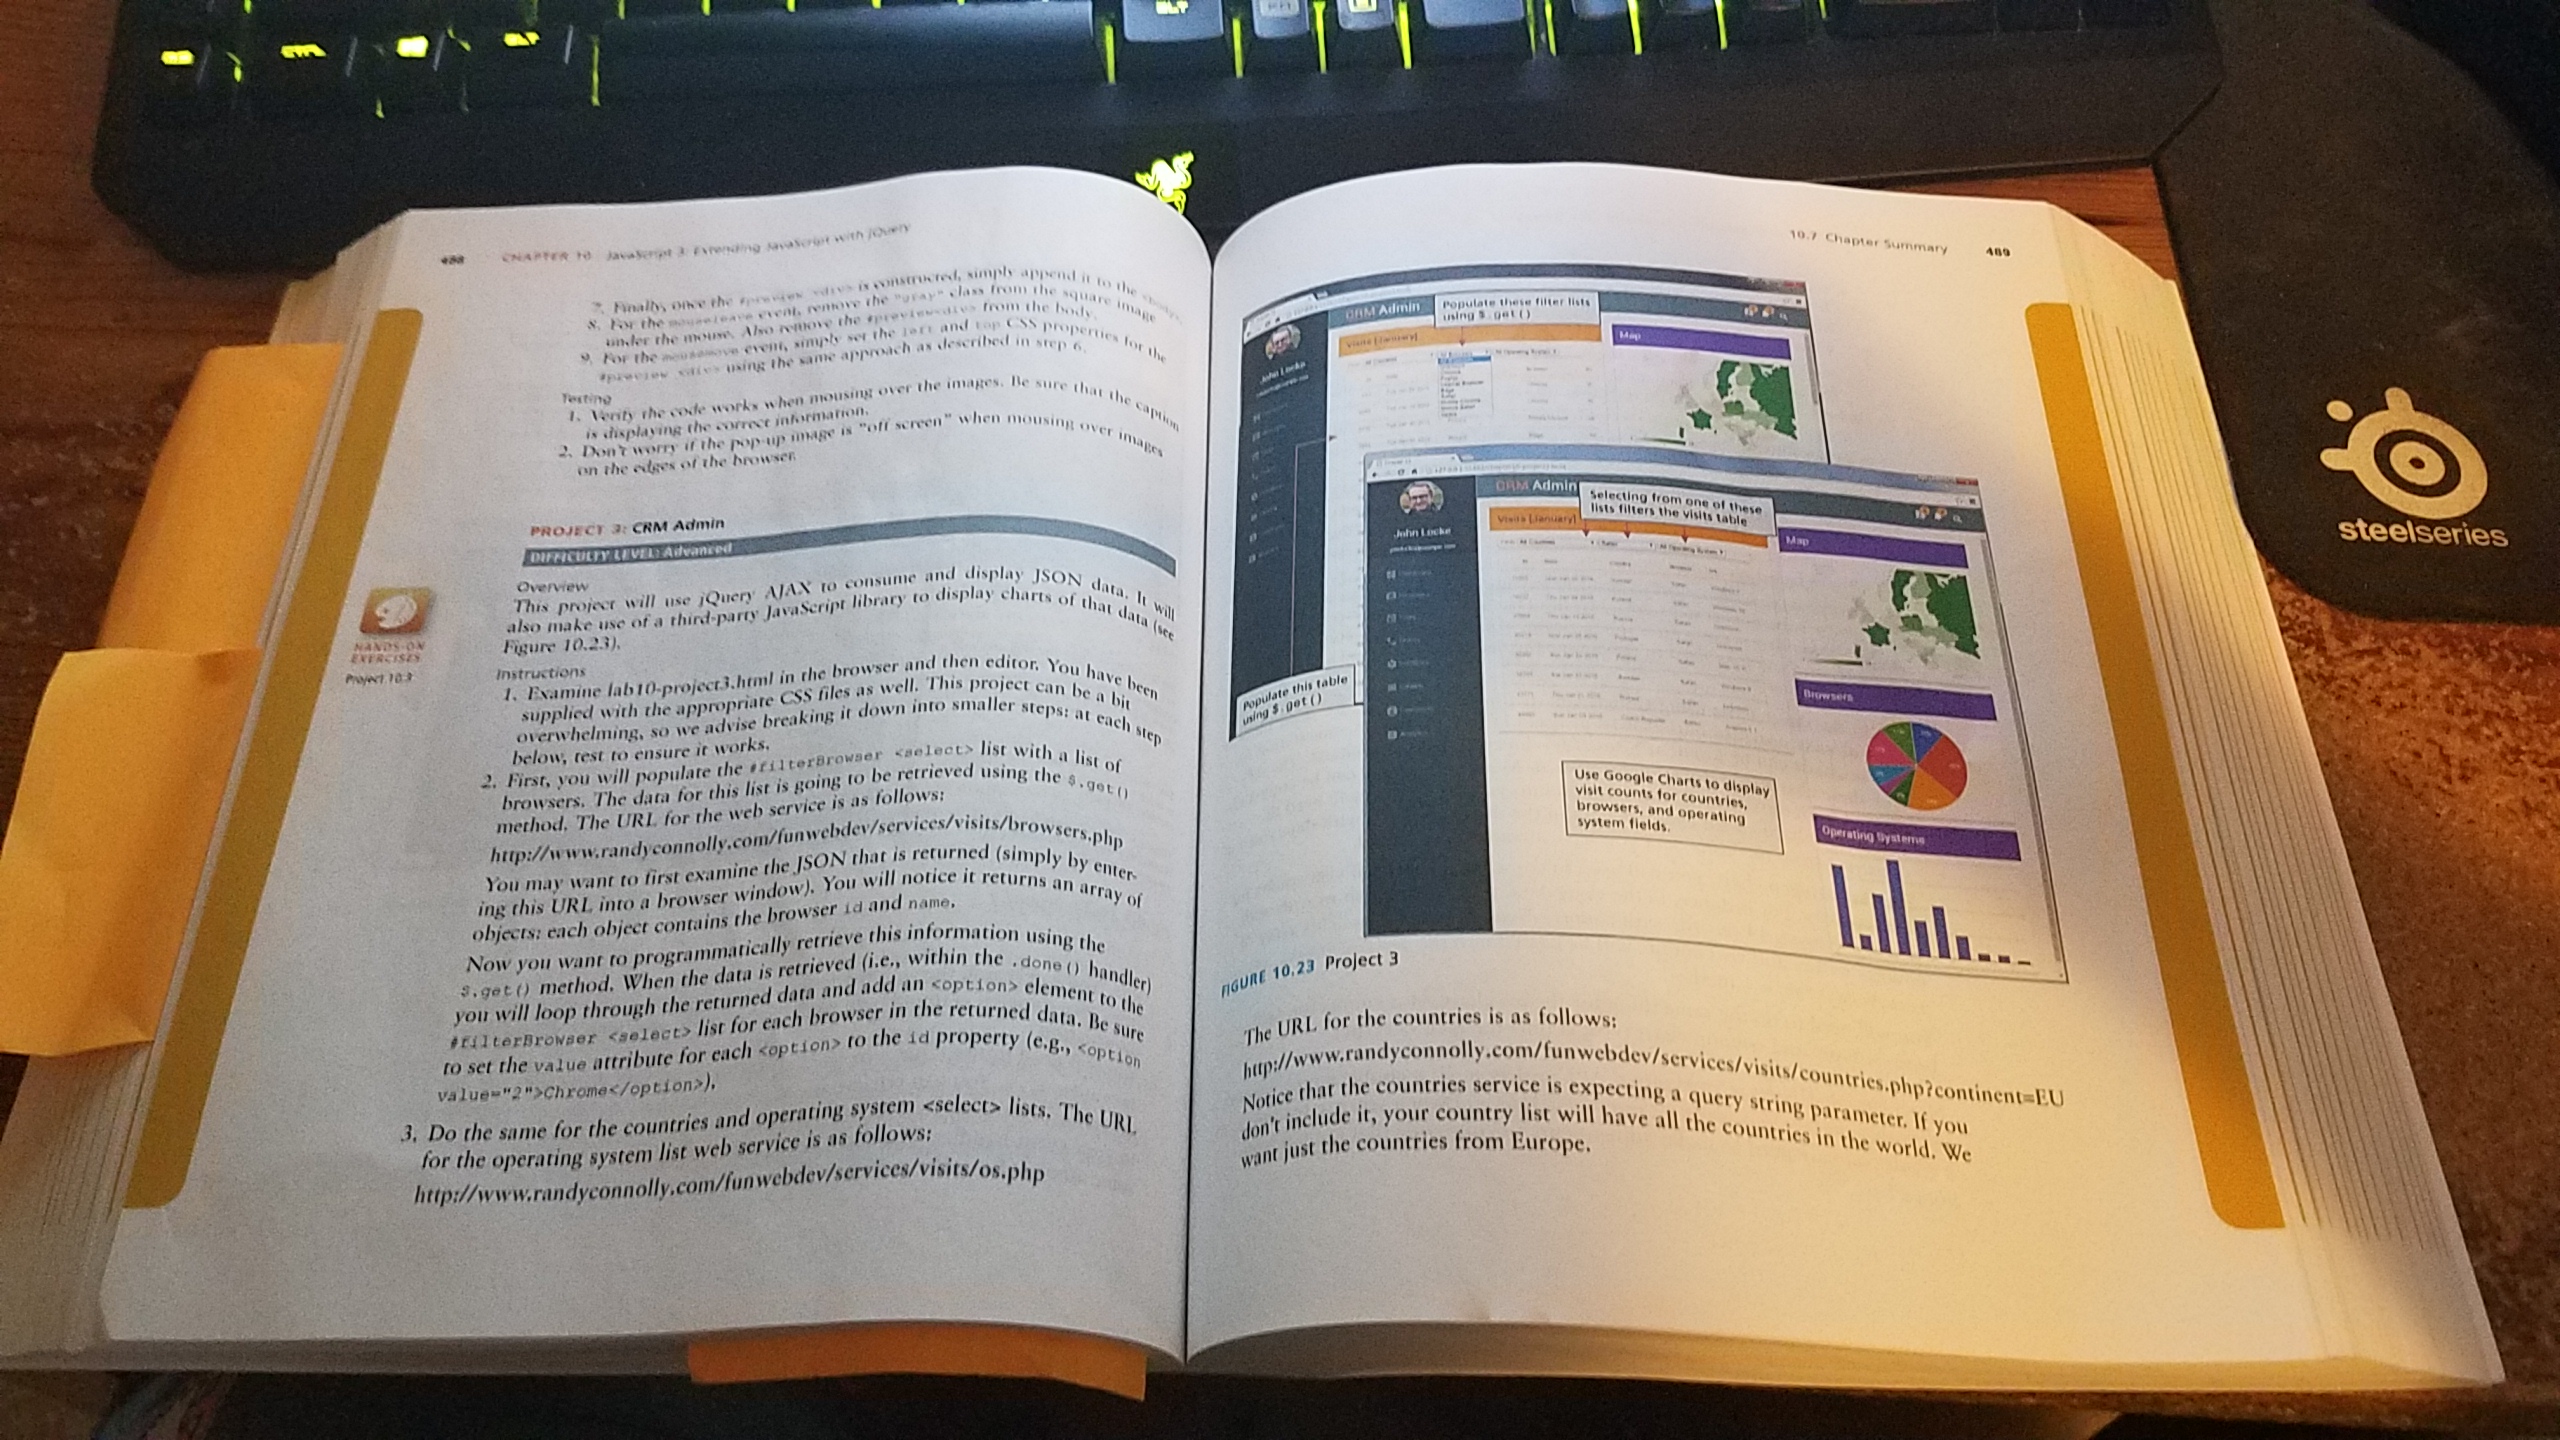 ALT
CTRL
ALT
488 CHAPTER 10 JavaScript 3: Extending JavaScript with jQuery
7. Finally, once the #preview <div> is constructed, simply append it to the
8. For the mouseleave event, remove the "gray" class from the square image
under the mouse. Also remove the #preview<div> from the body.
9. For the mousemove event, simply set the left and top CSS properties for the
#preview <div> using the same approach as described in step 6.
Testing
1. Verify the code works when mousing over the images. Be sure that the caption
is displaying the correct information.
2. Don't worry if the pop-up image is "off screen" when mousing over images
on the edges of the browser.
PROJECT 3: CRM Admin
DIFFICULTY LEVEL: Advanced
HANDS-ON
EXERCISES
Project 10.3
Overview
This project will use jQuery AJAX to consume and display JSON data. It will
also make use of a third-party JavaScript library to display charts of that data (see
Figure 10.23).
Instructions
1. Examine lab10-project3.html in the browser and then editor. You have been
supplied with the appropriate CSS files as well. This project can be a bit
overwhelming, so we advise breaking it down into smaller steps: at each step
below, test to ensure it works.
2. First, you will populate the #filterBrowser <select> list with a list of
browsers. The data for this list is going to be retrieved using the $.get()
method. The URL for the web service is as follows:
http://www.randyconnolly.com/funwebdev/services/visits/browsers.php
You may want to first examine the JSON that is returned (simply by enter-
ing this URL into a browser window). You will notice it returns an array of
objects: each object contains the browser id and name.
Now you want to programmatically retrieve this information using the
$.get() method. When the data is retrieved (i.e., within the .done() handler)
you will loop through the returned data and add an <option> element to the
#filterBrowser <select> list for each browser in the returned data. Be sure
to set the value attribute for each <option> to the id property (e.g., <option
value="2">Chrome</option>).
3. Do the same for the countries and operating system <select> lists. The URL
for the operating system list web service is as follows:
http://www.randyconnolly.com/funwebdev/services/visits/os.php
10.7 Chapter Summary 489
CRM Admin
Populate these filter lists
using $.get()
Visits [January]
Map
John Locke
CRM Admin
Selecting from one of these
lists filters the visits table
Visits [January]
Map
John Locke
Populate this table
using $.get()
Browsers
Use Google Charts to display
visit counts for countries,
browsers, and operating
system fields.
Operating Systems
FIGURE 10.23 Project 3
The URL for the countries is as follows:
http://www.randyconnolly.com/funwebdev/services/visits/countries.php?continent=EU
Notice that the countries service is expecting a query string parameter. If you
don't include it, your country list will have all the countries in the world. We
want just the countries from Europe.
steelseries